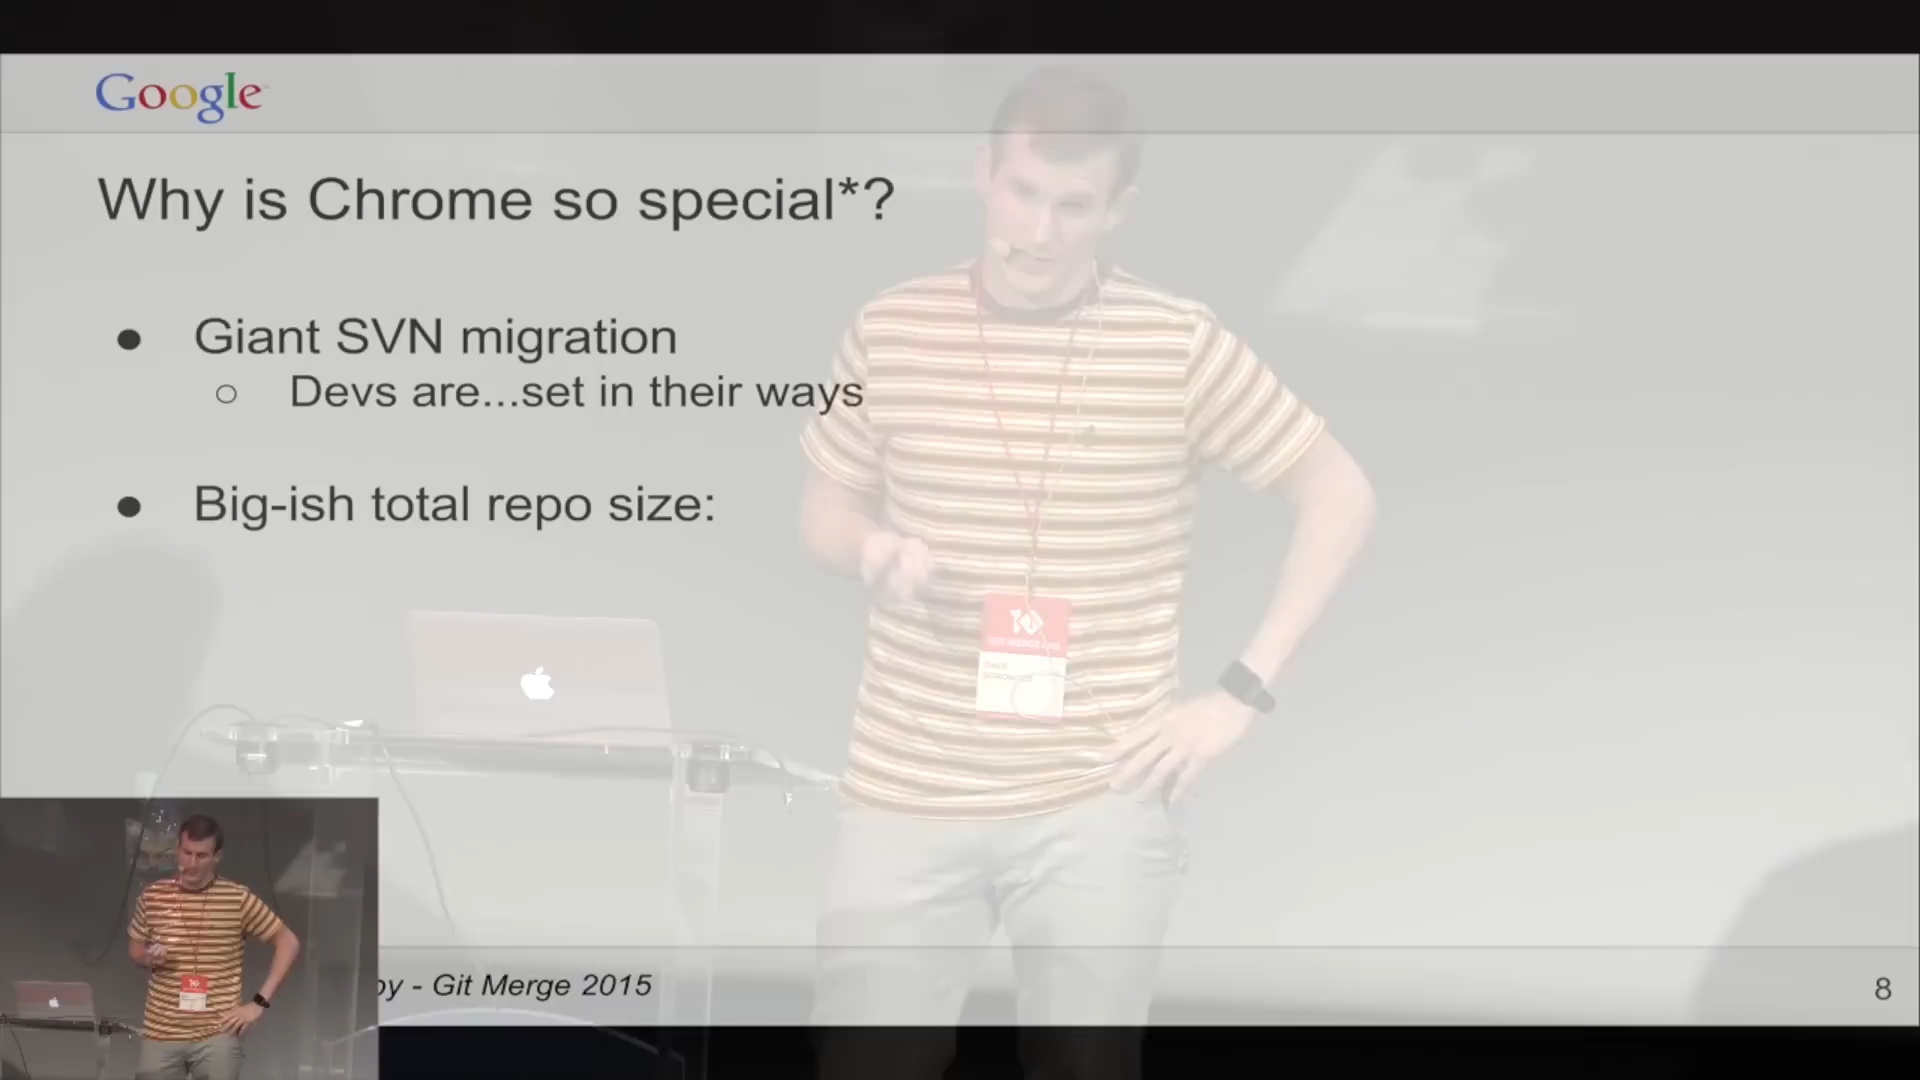 Google
Why is Chrome so special*?
● Giant SVN migration
○ Devs are...set in their ways
● Big-ish total repo size:
- Git Merge 2015
8